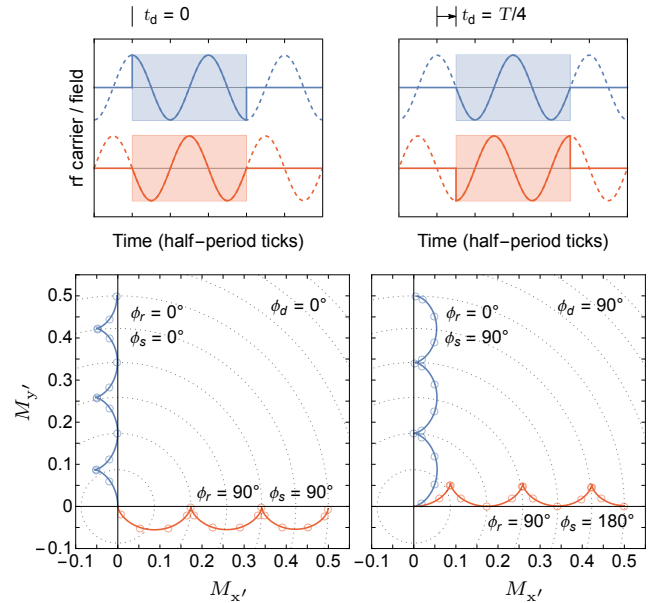 t_d = 0
t_d = T/4
rf carrier / field
Time (half−period ticks)
Time (half−period ticks)
0.5
0.4
0.3
0.2
0.1
0
−0.1
M_y′
ϕ_r = 0°
ϕ_d = 0°
ϕ_s = 0°
ϕ_r = 90°
ϕ_s = 90°
ϕ_r = 0°
ϕ_d = 90°
ϕ_s = 90°
ϕ_r = 90°
ϕ_s = 180°
−0.1
0
0.1
0.2
0.3
0.4
0.5
M_x′
−0.1
0
0.1
0.2
0.3
0.4
0.5
M_x′